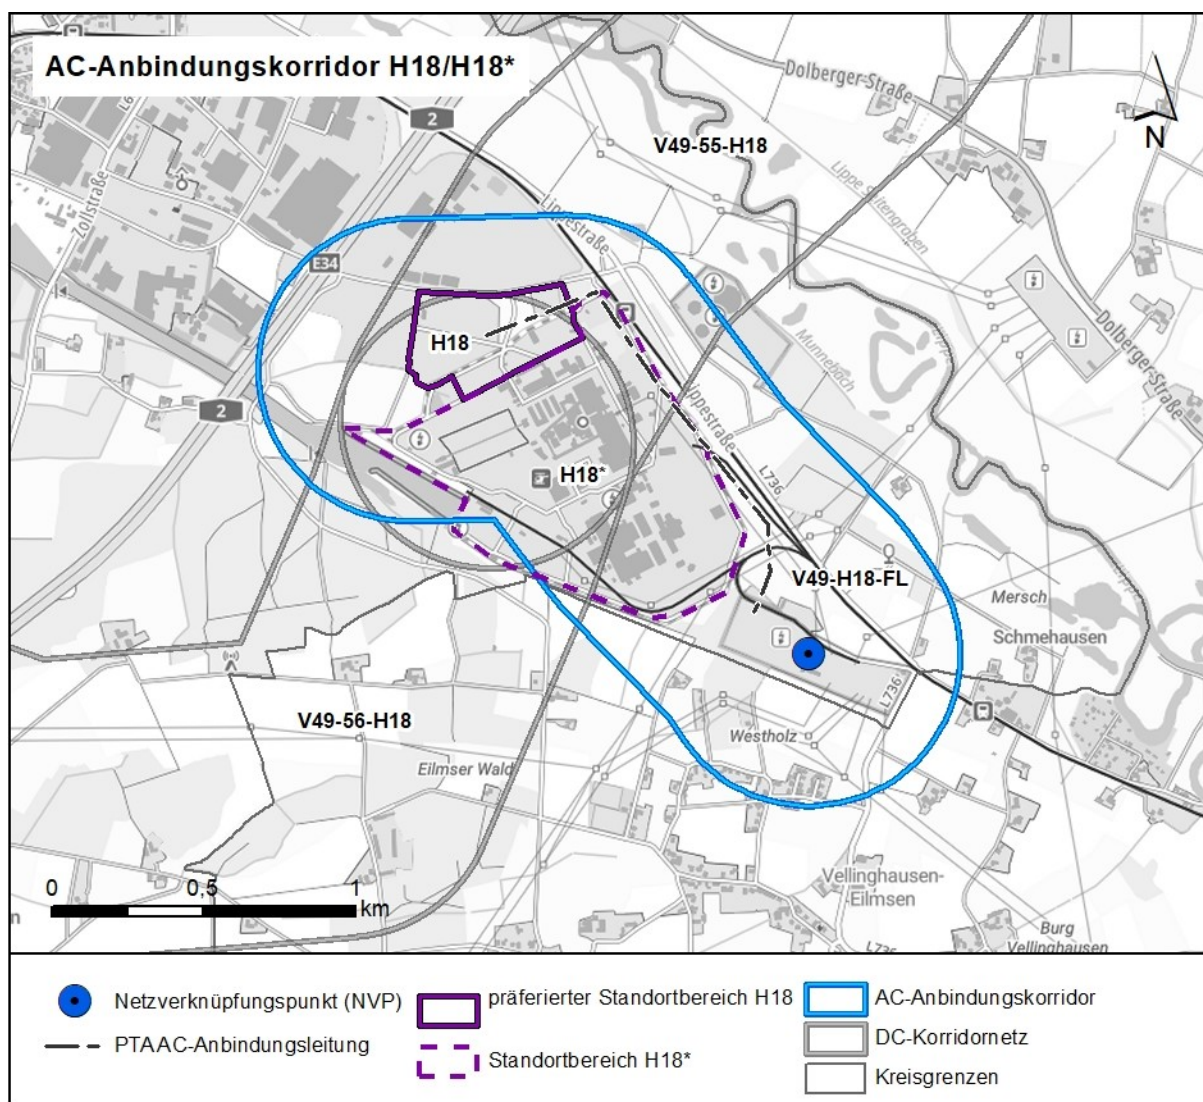 AC-Anbindungskorridor H18/H18*
2
Dolberger-Straße
N
V49-55-H18
Lippe
Zollstraße
Lippestraße
E34
H18
Munnebach
Dolberger-Straße
2
Lippestraße
H18*
L736
V49-H18-FL
Mersch
Schmehausen
L736
V49-56-H18
Westholz
Eilmser Wald
Vellinghausen-
-Eilmsen
0 0,5 1
km
L736
Burg
Vellinghausen
Netzverknüpfungspunkt (NVP)
präferierter Standortbereich H18
AC-Anbindungskorridor
PTAAC-Anbindungsleitung
DC-Korridornetz
Standortbereich H18*
Kreisgrenzen